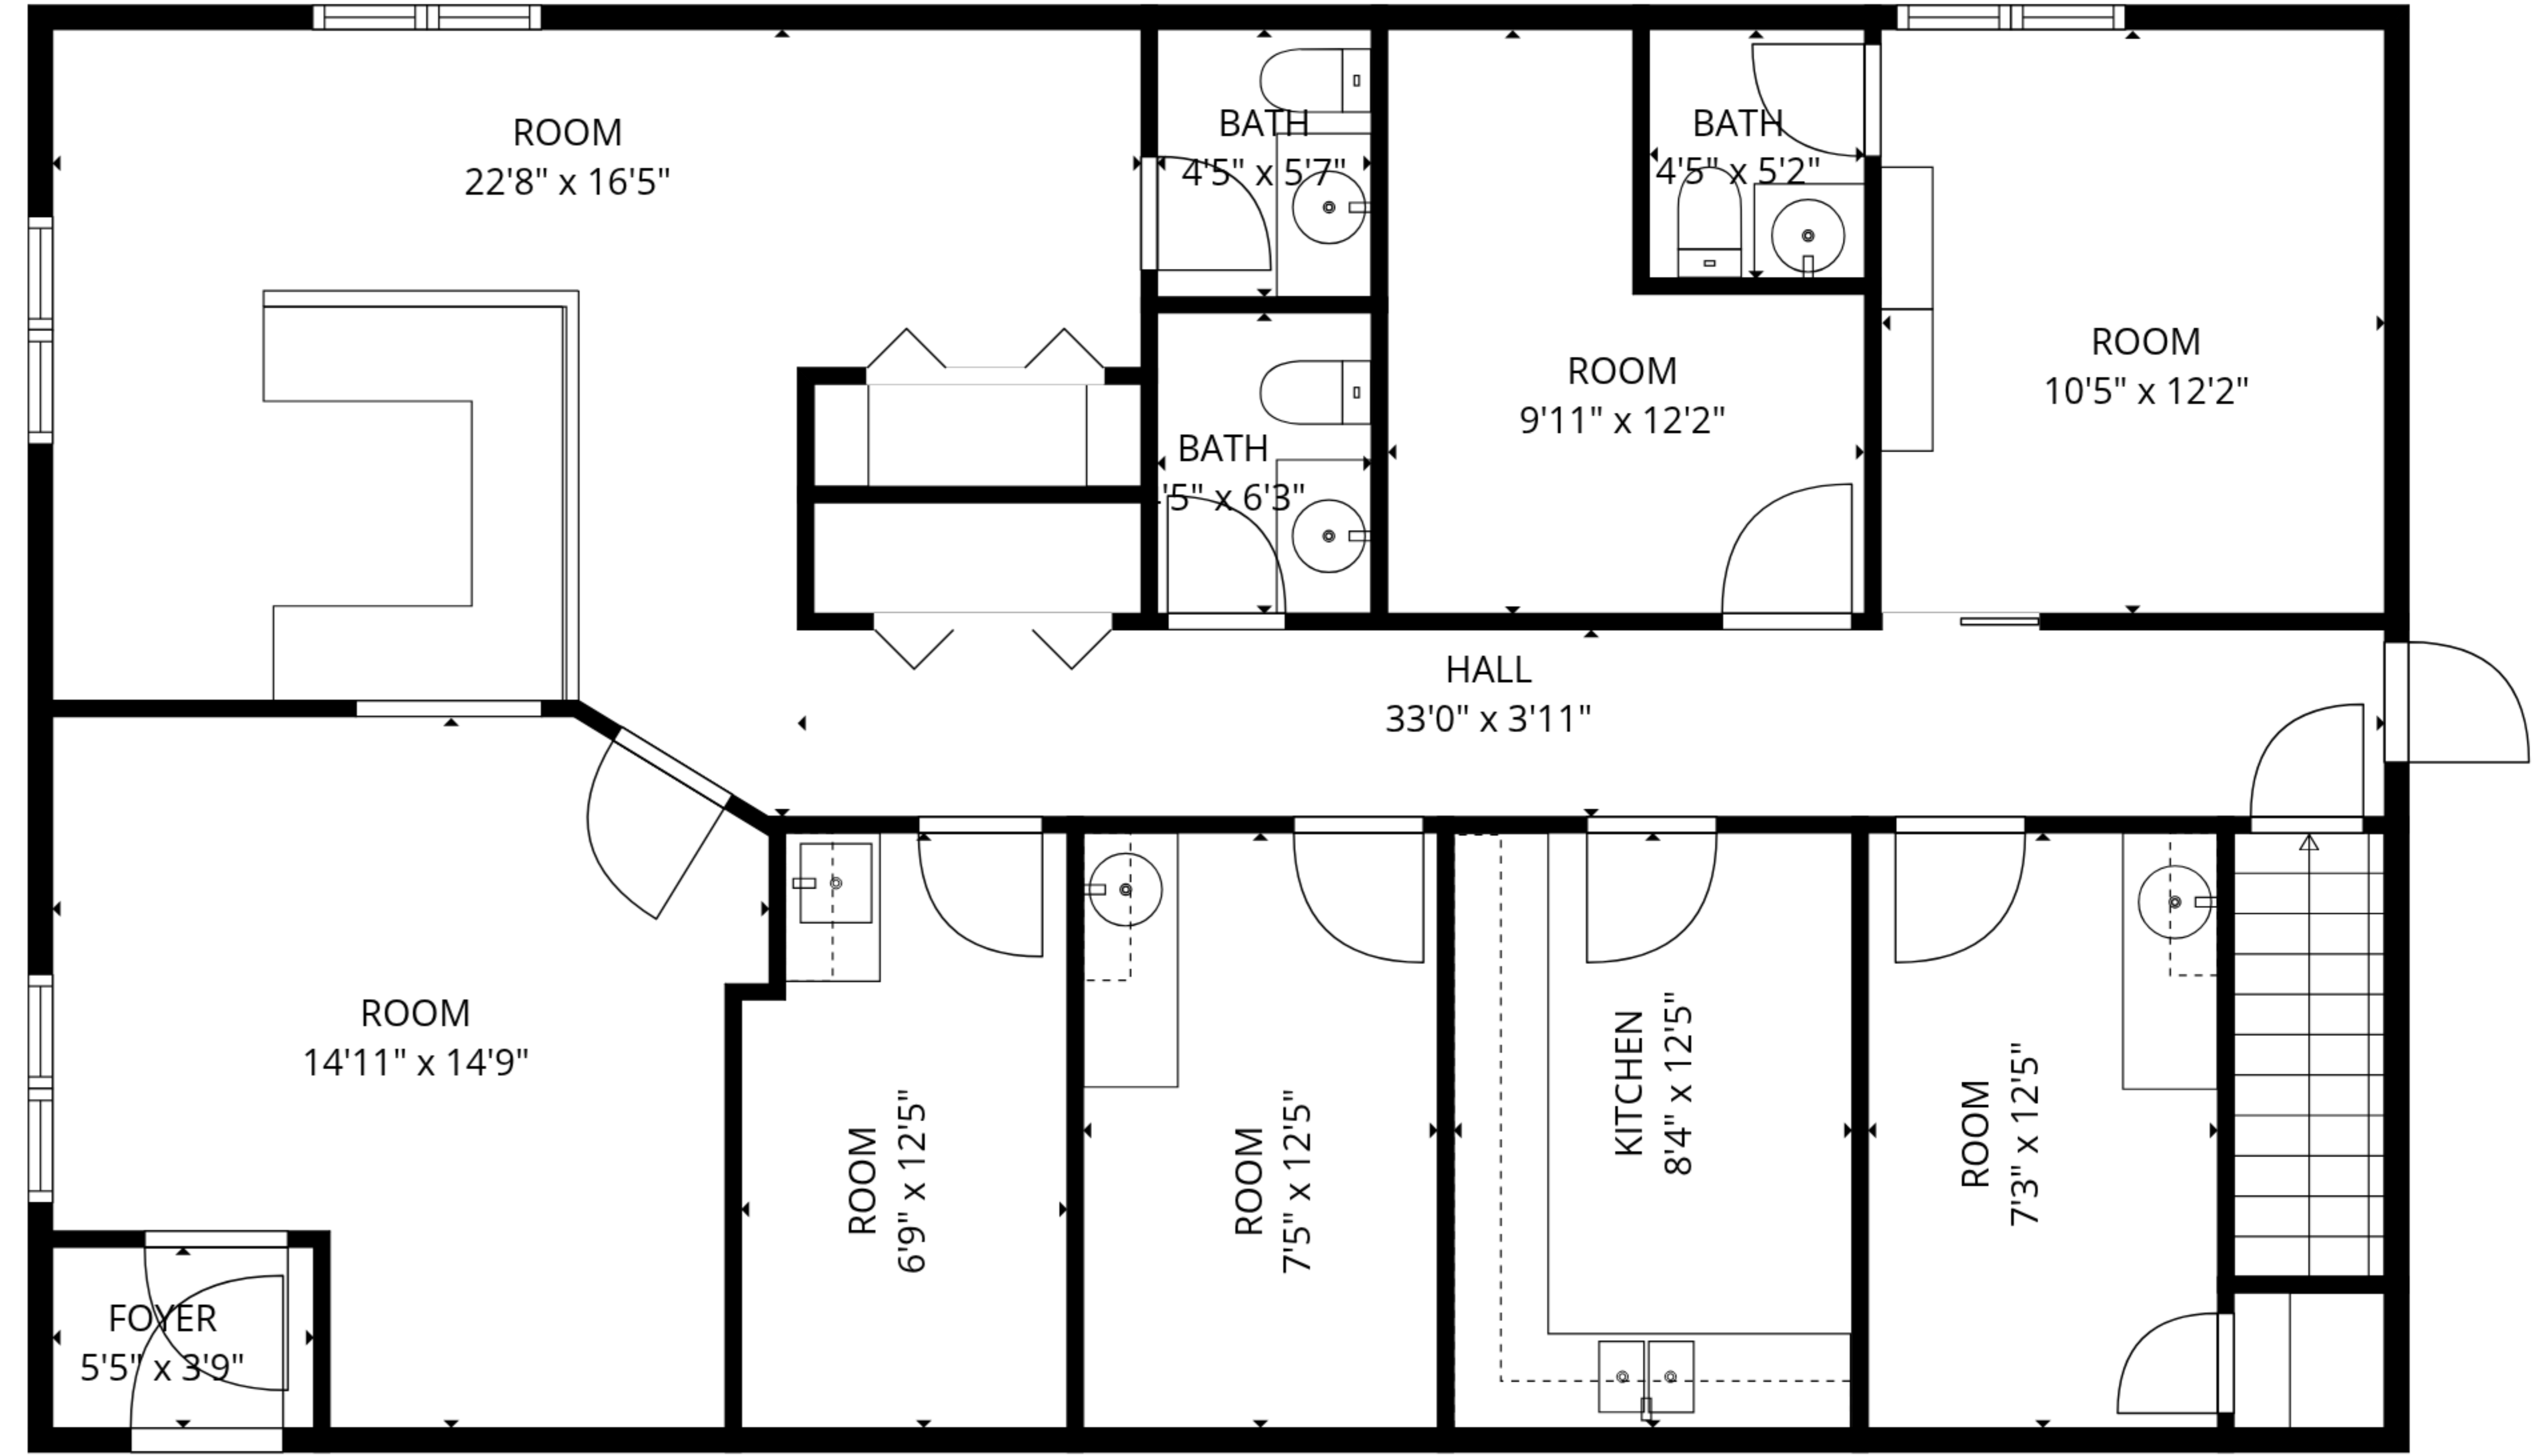 ROOM
22'8" x 16'5"
BATH
4'5" x 5'7"
BATH
4'5" x 5'2"
ROOM
10'5" x 12'2"
ROOM
9'11" x 12'2"
BATH
'5" x 6'3"
HALL
33'0" x 3'11"
ROOM
14'11" x 14'9"
ROOM
6'9" x 12'5"
ROOM
7'5" x 12'5"
KITCHEN
8'4" x 12'5"
ROOM
7'3" x 12'5"
FOYER
5'5" x 3'9"